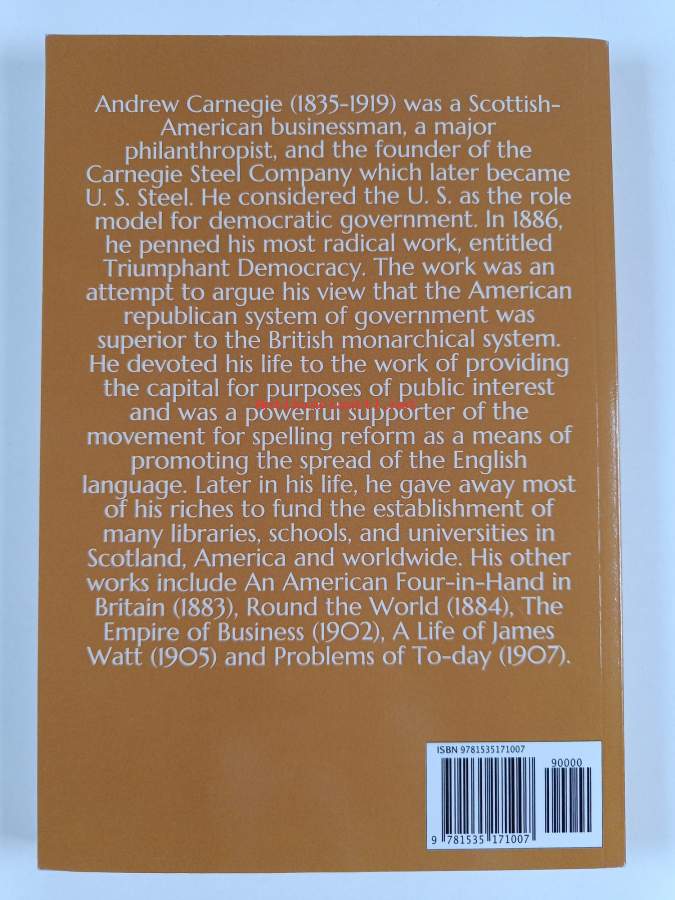 Andrew Carnegie (1835-1919) was a Scottish-
American businessman, a major
philanthropist, and the founder of the
Carnegie Steel Company which later became
U. S. Steel. He considered the U. S. as the role
model for democratic government. In 1886,
he penned his most radical work, entitled
Triumphant Democracy. The work was an
attempt to argue his view that the American
republican system of government was
superior to the British monarchical system.
He devoted his life to the work of providing
the capital for purposes of public interest
and was a powerful supporter of the
movement for spelling reform as a means of
promoting the spread of the English
language. Later in his life, he gave away most
of his riches to fund the establishment of
many libraries, schools, and universities in
Scotland, America and worldwide. His other
works include An American Four-in-Hand in
Britain (1883), Round the World (1884), The
Empire of Business (1902), A Life of James
Watt (1905) and Problems of To-day (1907).
ISBN 9781535171007
90000
9 781535 171007